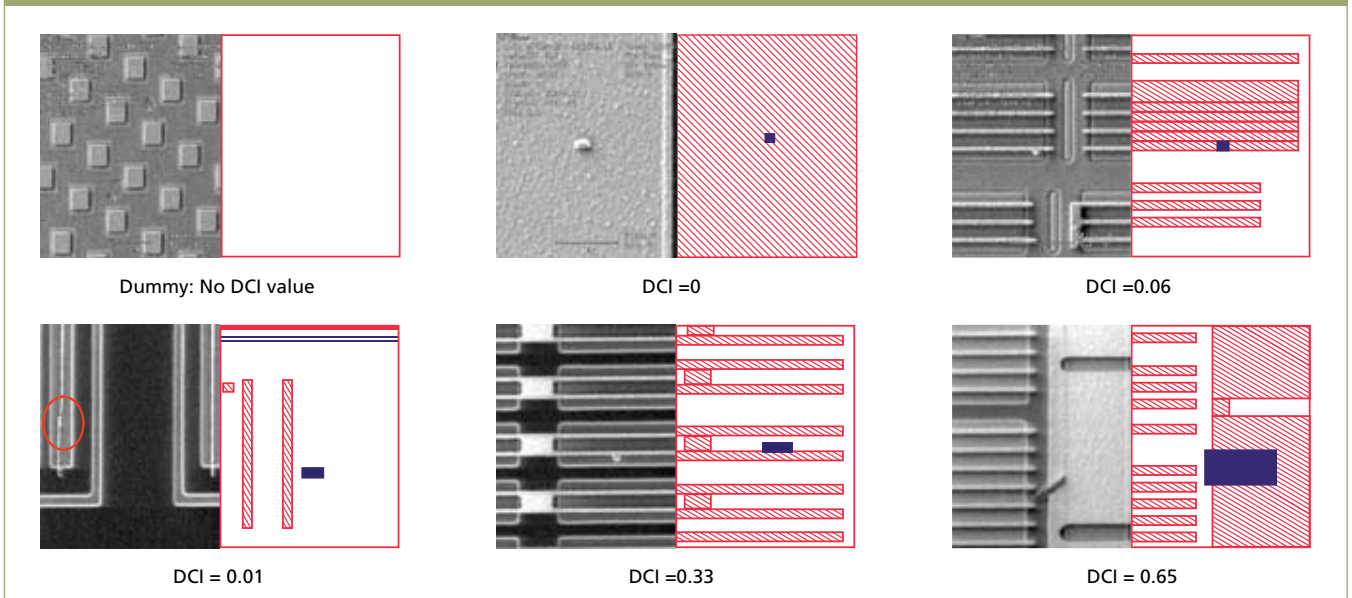 Dummy: No DCI value
DCI =0
DCI =0.06
DCI = 0.01
DCI =0.33
DCI = 0.65